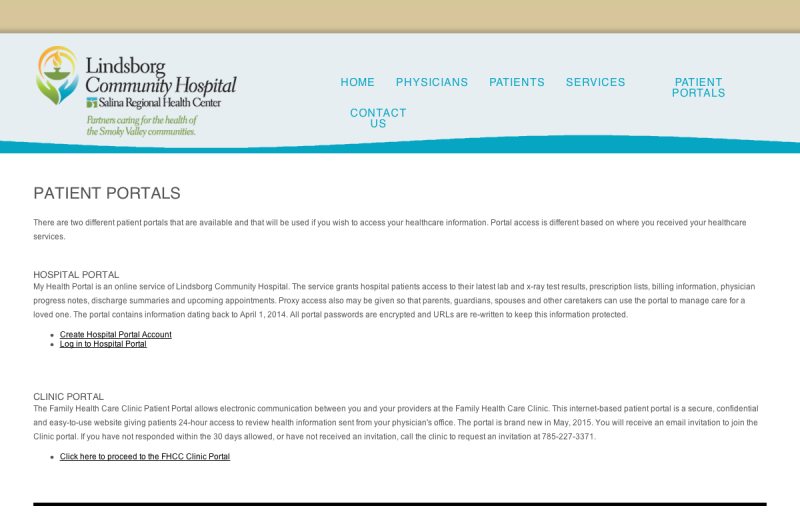 Lindsborg
Community Hospital
Salina Regional Health Center
Partners caring for the health of
the Smoky Valley communities.
HOME PHYSICIANS PATIENTS SERVICES PATIENT
PORTALS
CONTACT
US
PATIENT PORTALS
There are two different patient portals that are available and that will be used if you wish to access your healthcare information. Portal access is different based on where you received your healthcare
services.
HOSPITAL PORTAL
My Health Portal is an online service of Lindsborg Community Hospital. The service grants hospital patients access to their latest lab and x-ray test results, prescription lists, billing information, physician
progress notes, discharge summaries and upcoming appointments. Proxy access also may be given so that parents, guardians, spouses and other caretakers can use the portal to manage care for a
loved one. The portal contains information dating back to April 1, 2014. All portal passwords are encrypted and URLs are re-written to keep this information protected.
• Create Hospital Portal Account
• Log in to Hospital Portal
CLINIC PORTAL
The Family Health Care Clinic Patient Portal allows electronic communication between you and your providers at the Family Health Care Clinic. This internet-based patient portal is a secure, confidential
and easy-to-use website giving patients 24-hour access to review health information sent from your physician's office. The portal is brand new in May, 2015. You will receive an email invitation to join the
Clinic portal. If you have not responded within the 30 days allowed, or have not received an invitation, call the clinic to request an invitation at 785-227-3371.
• Click here to proceed to the FHCC Clinic Portal